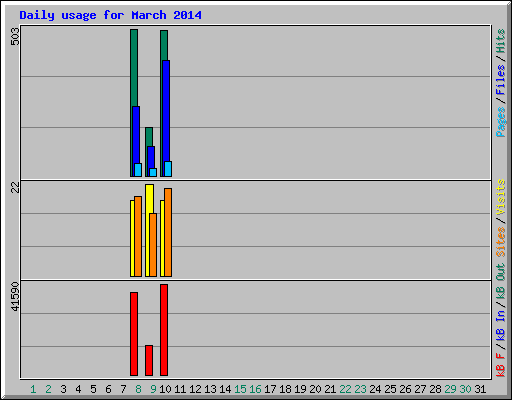 Daily usage for March 2014
503
22
41590
Pages / Files / Hits
Sites / Visits
kB F / kB In / kB Out
1 2 3 4 5 6 7 8 9 10 11 12 13 14 15 16 17 18 19 20 21 22 23 24 25 26 27 28 29 30 31